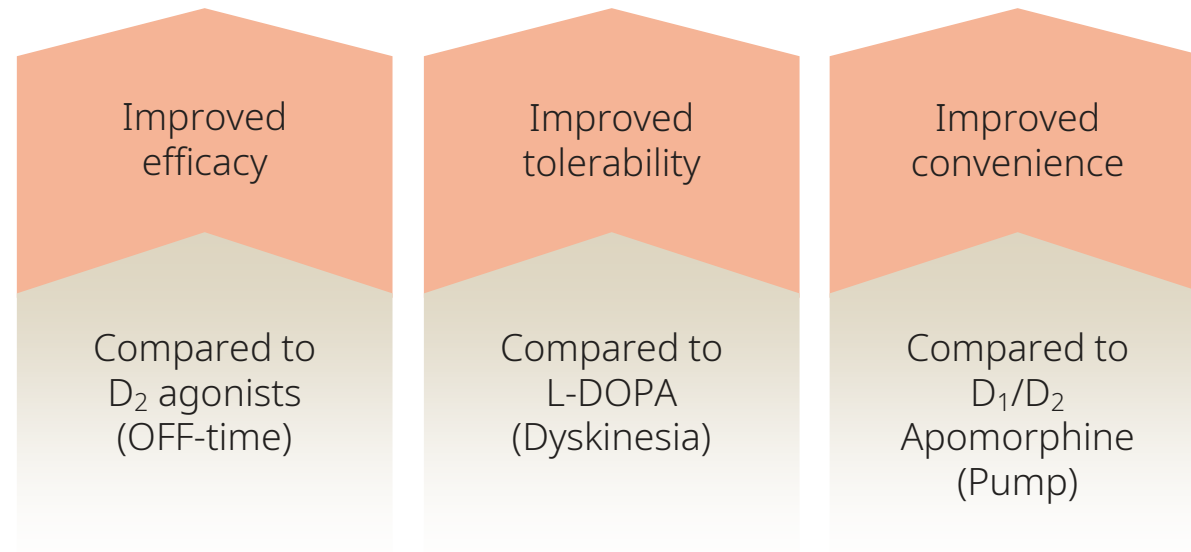 Improved
efficacy
Compared to
D₂ agonists
(OFF-time)
Improved
tolerability
Compared to
L-DOPA
(Dyskinesia)
Improved
convenience
Compared to
D₁/D₂
Apomorphine
(Pump)